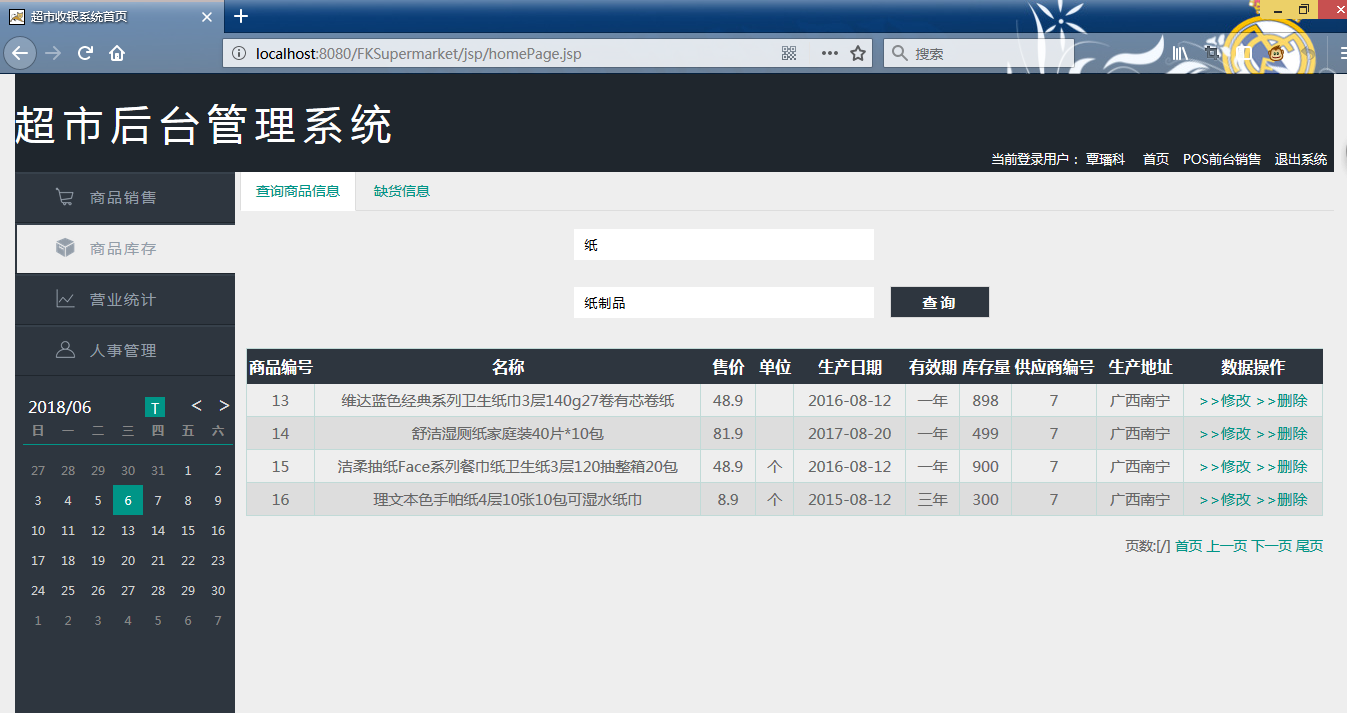 超市收银系统首页
localhost:8080/FKSupermarket/jsp/homePage.jsp
搜索
超市后台管理系统
当前登录用户： 覃璠科 首页 POS前台销售 退出系统
商品销售
商品库存
营业统计
人事管理
2018/06 T < >
日 一 二 三 四 五 六
27 28 29 30 31 1 2
3 4 5 6 7 8 9
10 11 12 13 14 15 16
17 18 19 20 21 22 23
24 25 26 27 28 29 30
1 2 3 4 5 6 7
查询商品信息 缺货信息
纸
纸制品 查 询
商品编号 名称 售价 单位 生产日期 有效期 库存量 供应商编号 生产地址 数据操作
13 维达蓝色经典系列卫生纸巾3层140g27卷有芯卷纸 48.9 2016-08-12 一年 898 7 广西南宁 >>修改 >>删除
14 舒洁湿厕纸家庭装40片*10包 81.9 2017-08-20 一年 499 7 广西南宁 >>修改 >>删除
15 洁柔抽纸Face系列餐巾纸卫生纸3层120抽整箱20包 48.9 个 2016-08-12 一年 900 7 广西南宁 >>修改 >>删除
16 理文本色手帕纸4层10张10包可湿水纸巾 8.9 个 2015-08-12 三年 300 7 广西南宁 >>修改 >>删除
页数:[/] 首页 上一页 下一页 尾页